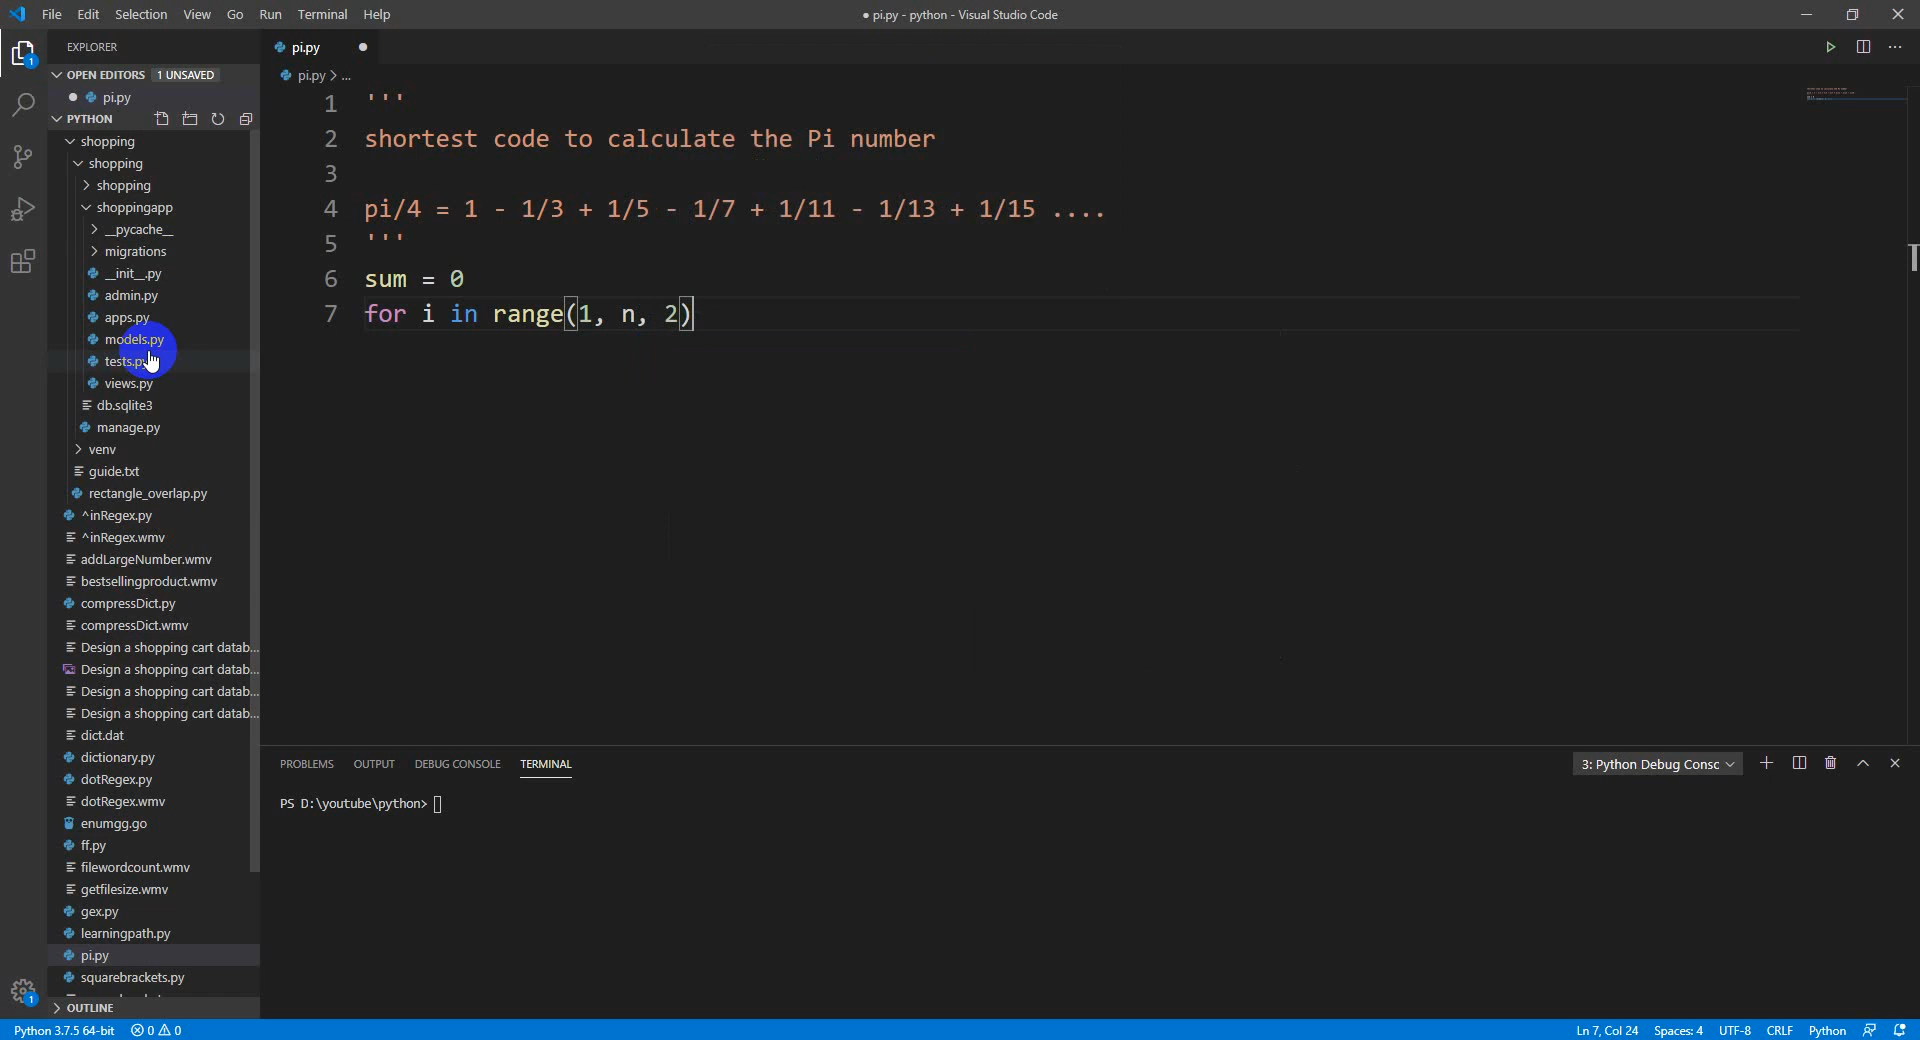 File Edit Selection View Go Run Terminal Help
● pi.py - python - Visual Studio Code
EXPLORER
OPEN EDITORS 1 UNSAVED
pi.py
PYTHON
shopping
shopping
shopping
shoppingapp
__pycache__
migrations
__init__.py
admin.py
apps.py
models.py
tests.py
views.py
db.sqlite3
manage.py
venv
guide.txt
rectangle_overlap.py
^inRegex.py
^inRegex.wmv
addLargeNumber.wmv
bestsellingproduct.wmv
compressDict.py
compressDict.wmv
Design a shopping cart datab...
Design a shopping cart datab...
Design a shopping cart datab...
Design a shopping cart datab...
dict.dat
dictionary.py
dotRegex.py
dotRegex.wmv
enumgg.go
ff.py
filewordcount.wmv
getfilesize.wmv
gex.py
learningpath.py
pi.py
squarebrackets.py
OUTLINE
pi.py
pi.py > ...
1 '''
2 shortest code to calculate the Pi number
3
4 pi/4 = 1 - 1/3 + 1/5 - 1/7 + 1/11 - 1/13 + 1/15 ....
5 '''
6 sum = 0
7 for i in range(1, n, 2)
PROBLEMS OUTPUT DEBUG CONSOLE TERMINAL
3: Python Debug Consc
PS D:\youtube\python>
1
1
Python 3.7.5 64-bit 0 0
Ln 7, Col 24 Spaces: 4 UTF-8 CRLF Python